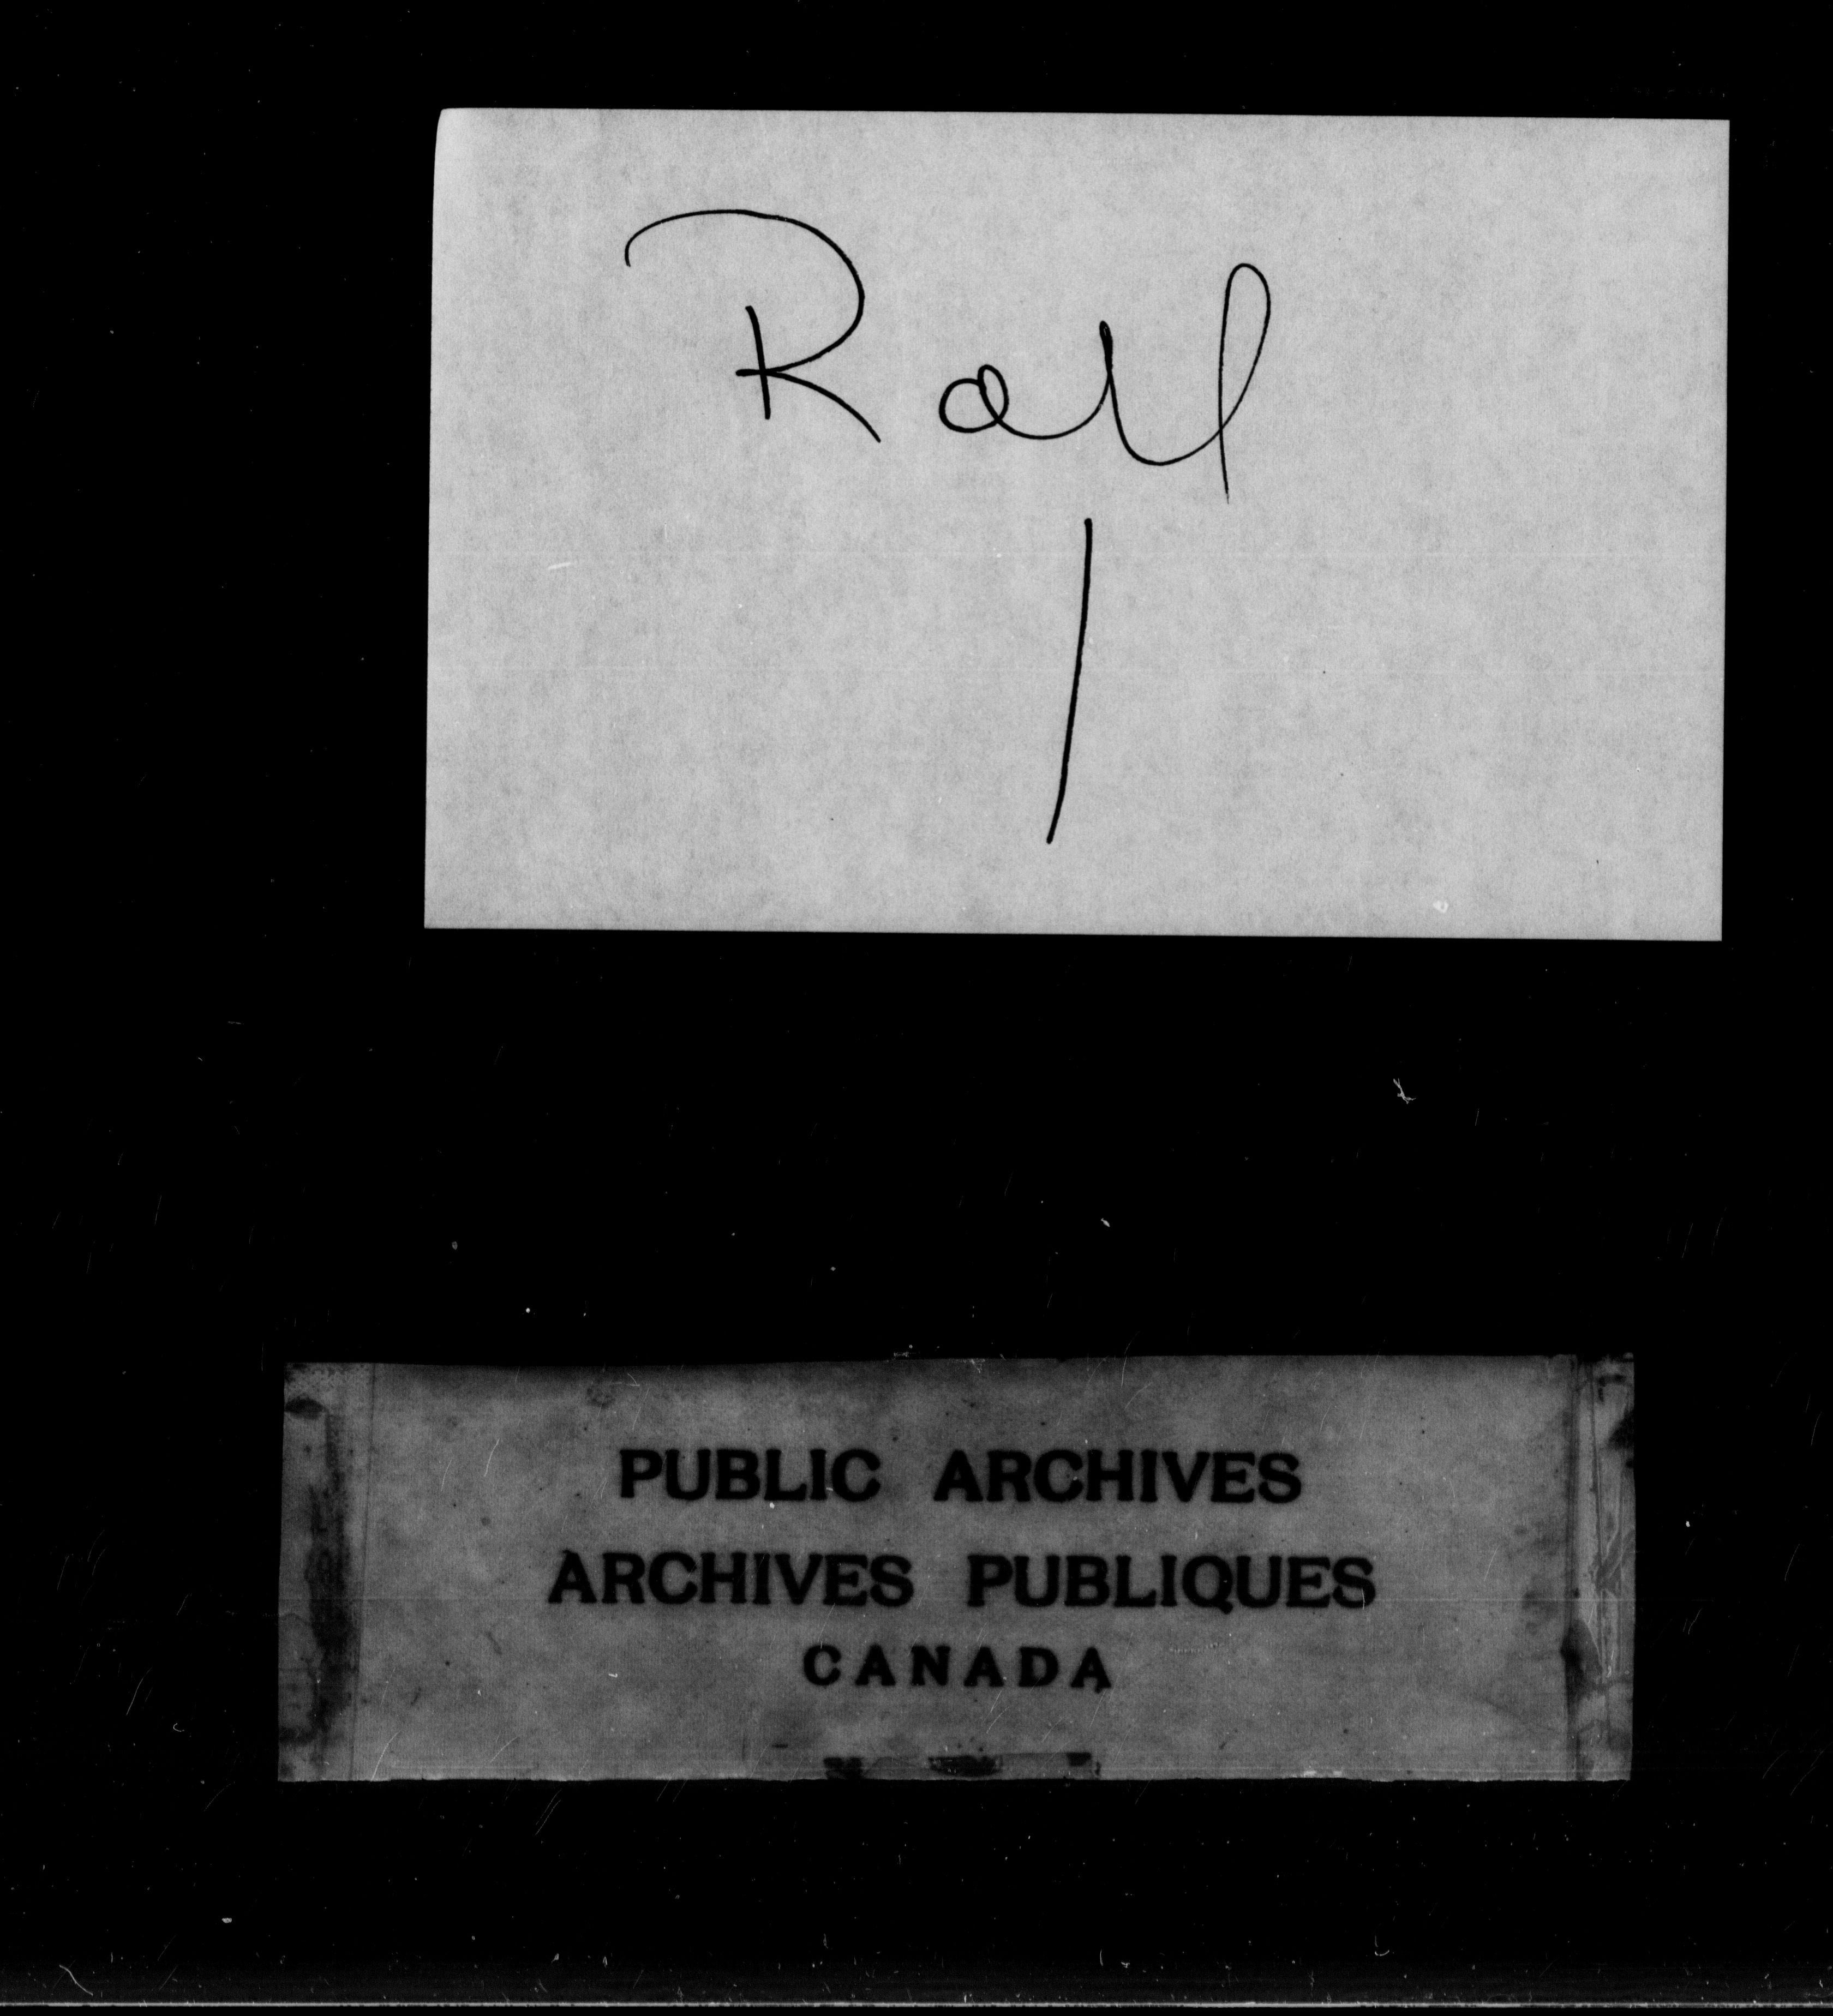 Roll
1
PUBLIC ARCHIVES
ARCHIVES PUBLIQUES
CANADA